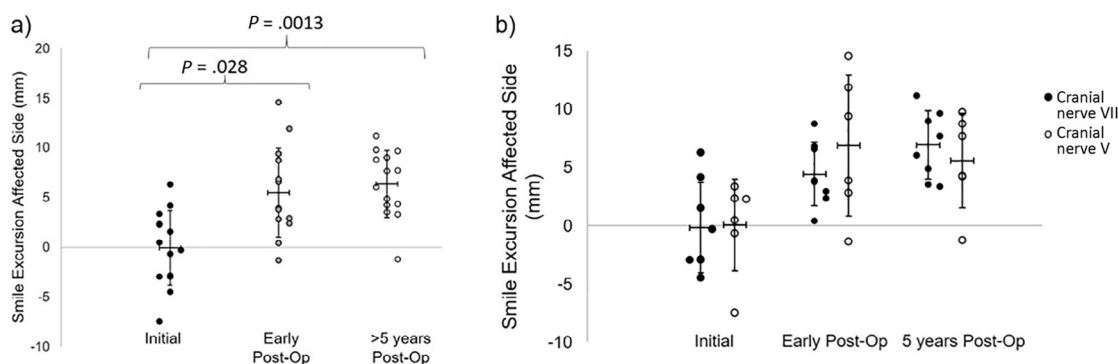 a)
P = .0013
P = .028
Smile Excursion Affected Side (mm)
20
15
10
5
0
-5
-10
Initial
Early
Post-Op
>5 years
Post-Op
b)
Smile Excursion Affected Side
(mm)
15
10
5
0
-5
-10
Initial
Early Post-Op
5 years Post-Op
Cranial
nerve VII
Cranial
nerve V